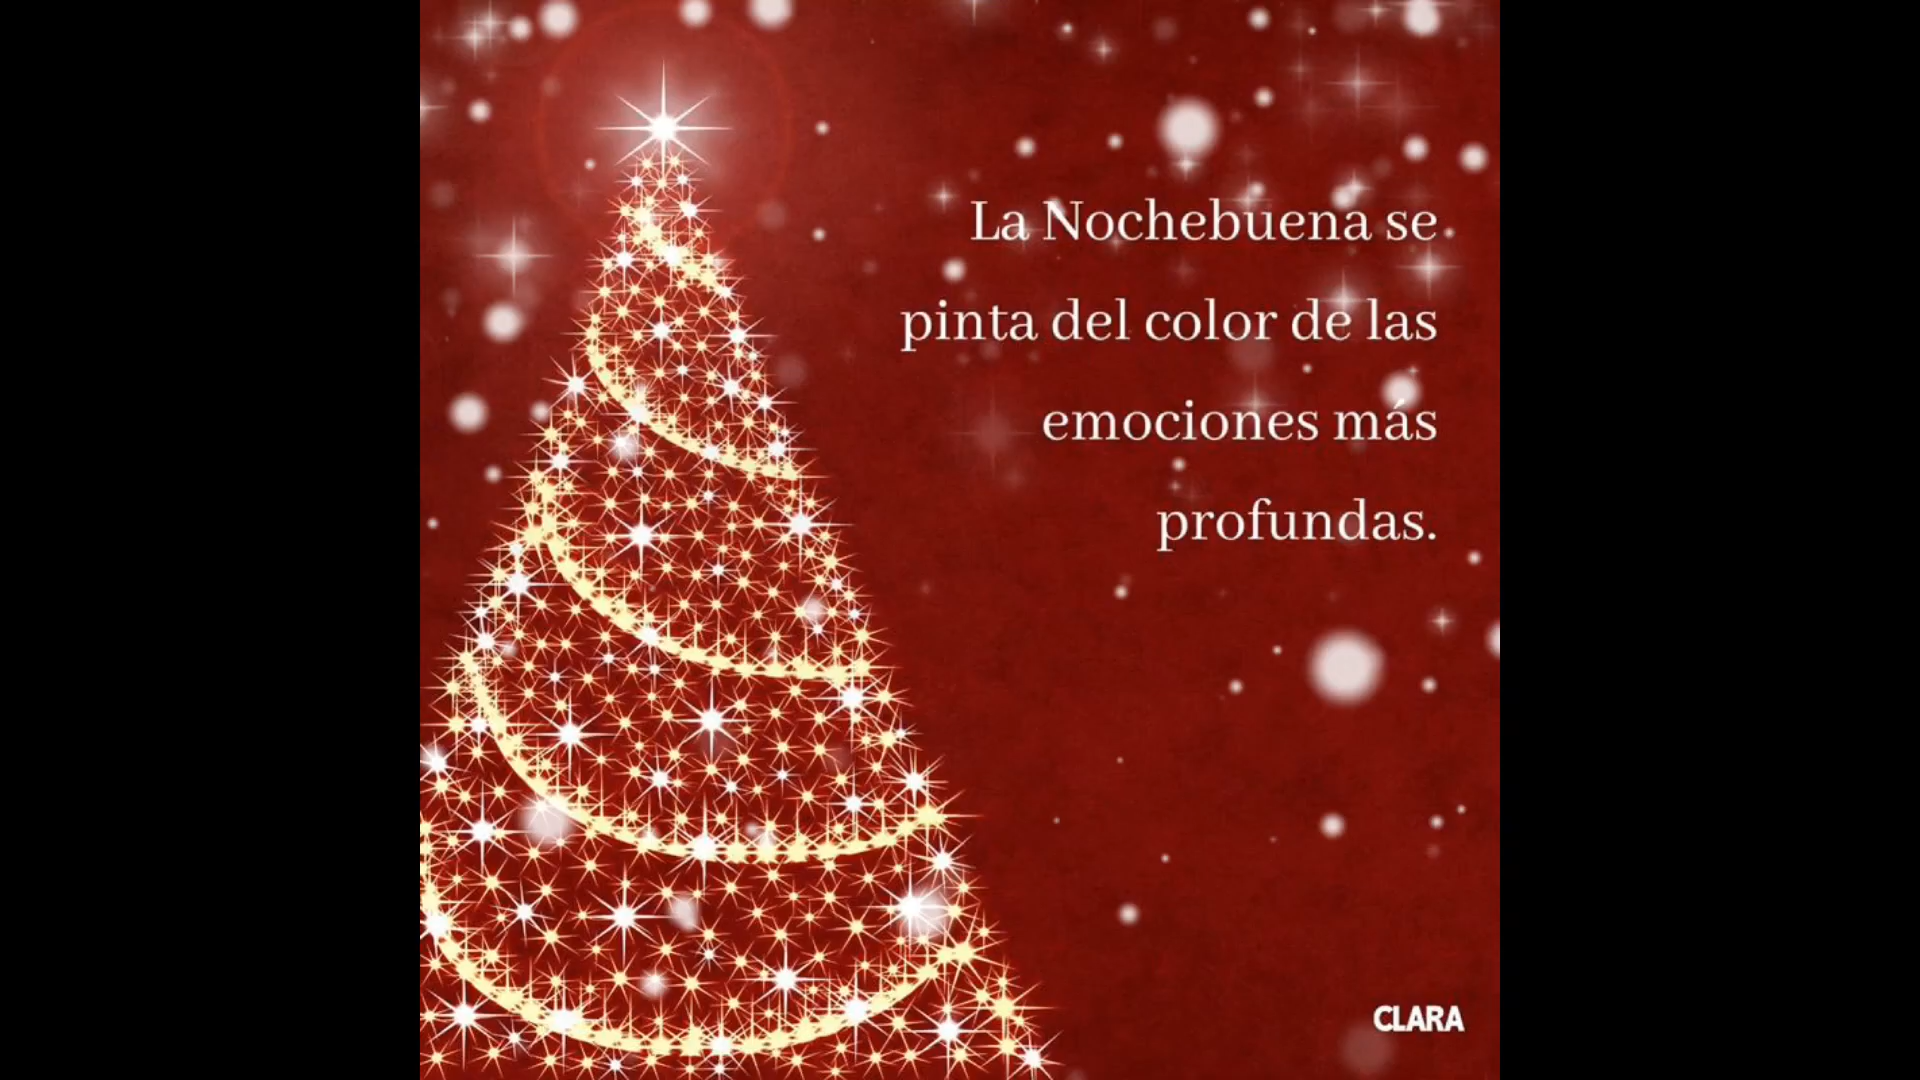 La Nochebuena se
pinta del color de las
emociones más
profundas.
CLARA